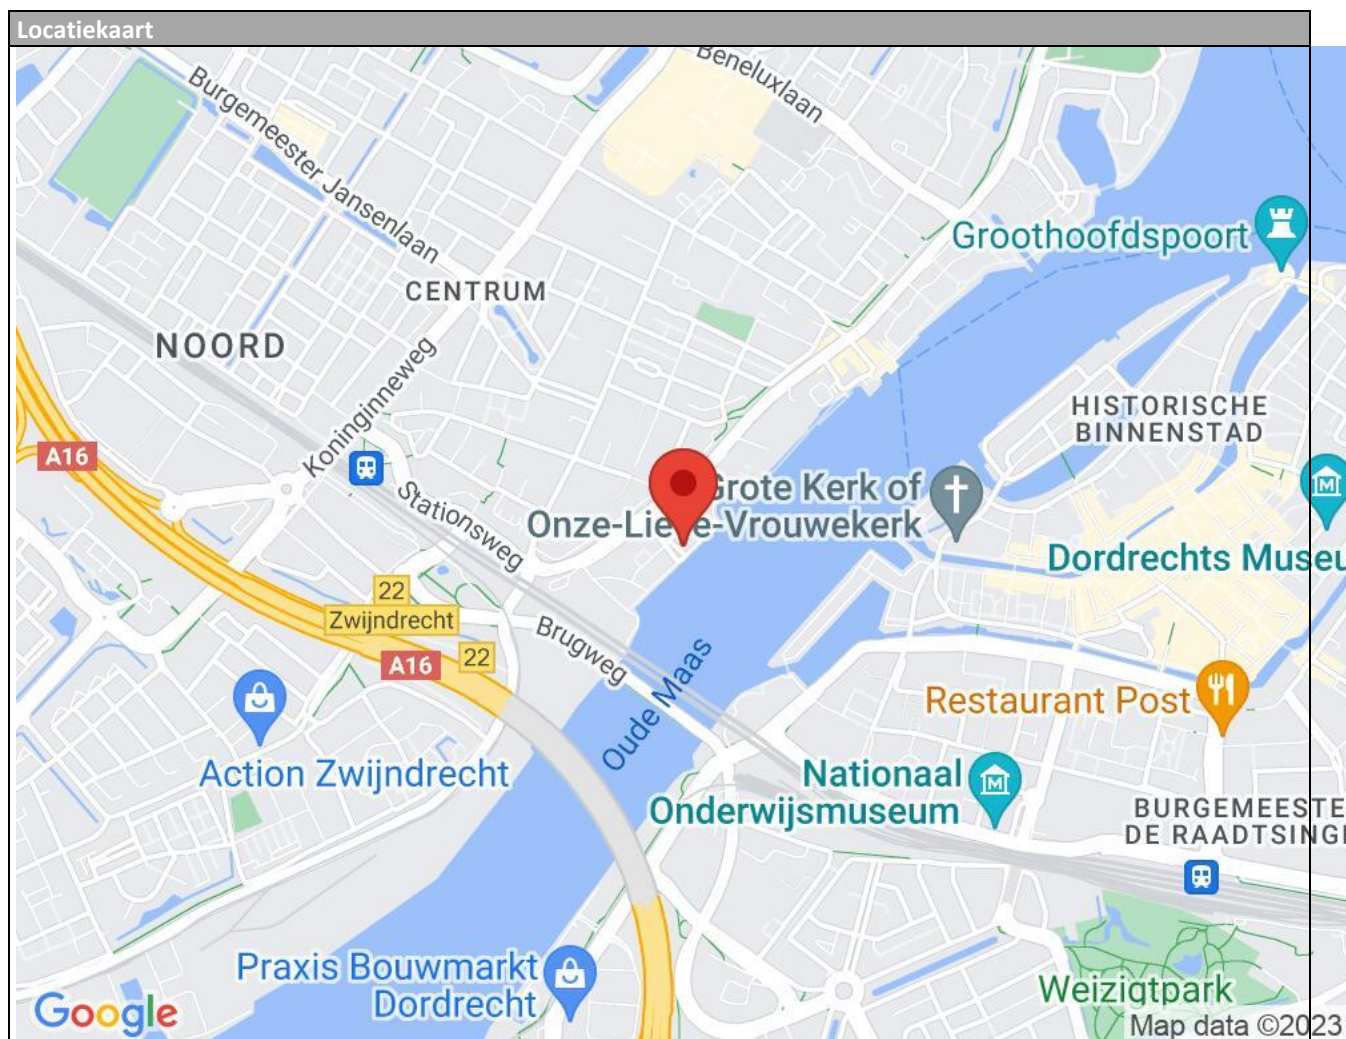 Locatiekaart
Beneluxlaan
Burgemeester Jansenlaan
Groothoofdspoort
CENTRUM
NOORD
Koninginneweg
HISTORISCHE
BINNENSTAD
A16
Stationsweg
Grote Kerk of
Onze-Lieve-Vrouwekerk
Dordrechts Museu
22
Zwijndrecht
Brugweg
22
A16
Oude Maas
Restaurant Post
Action Zwijndrecht
Nationaal
Onderwijsmuseum
BURGEMEESTE
DE RAADTSINGE
Praxis Bouwmarkt
Dordrecht
Weizigtpark
Google
Map data ©2023